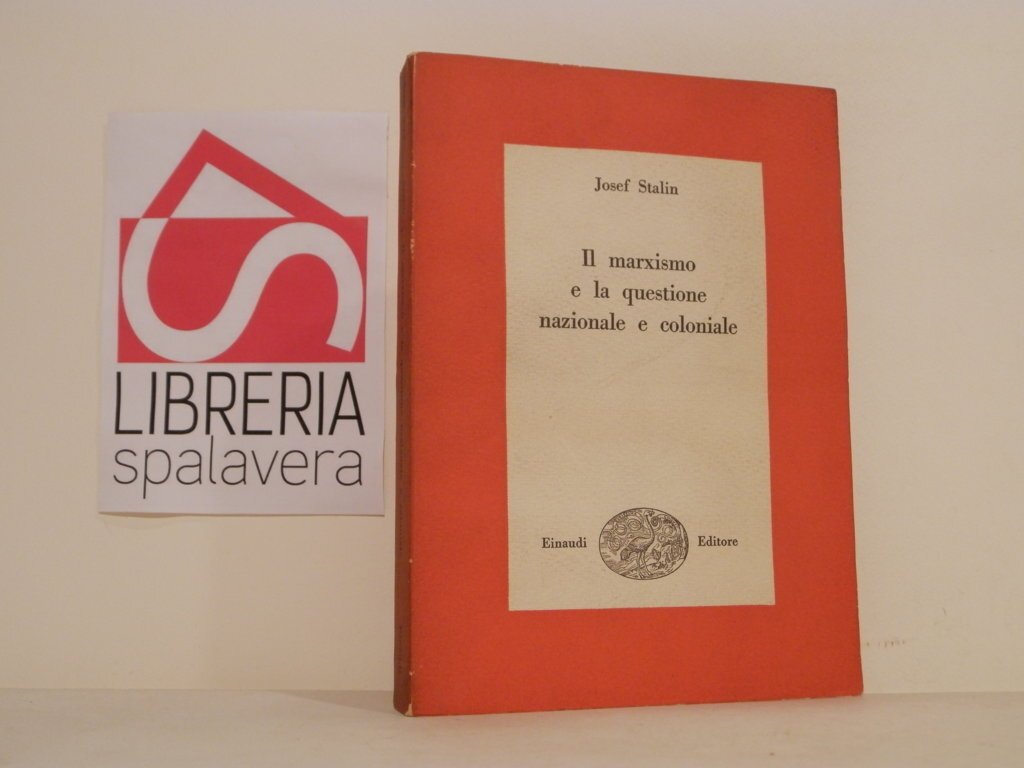 LIBRERIA
spalavera
Josef Stalin
Il marxismo
e la questione
nazionale e coloniale
Einaudi Editore